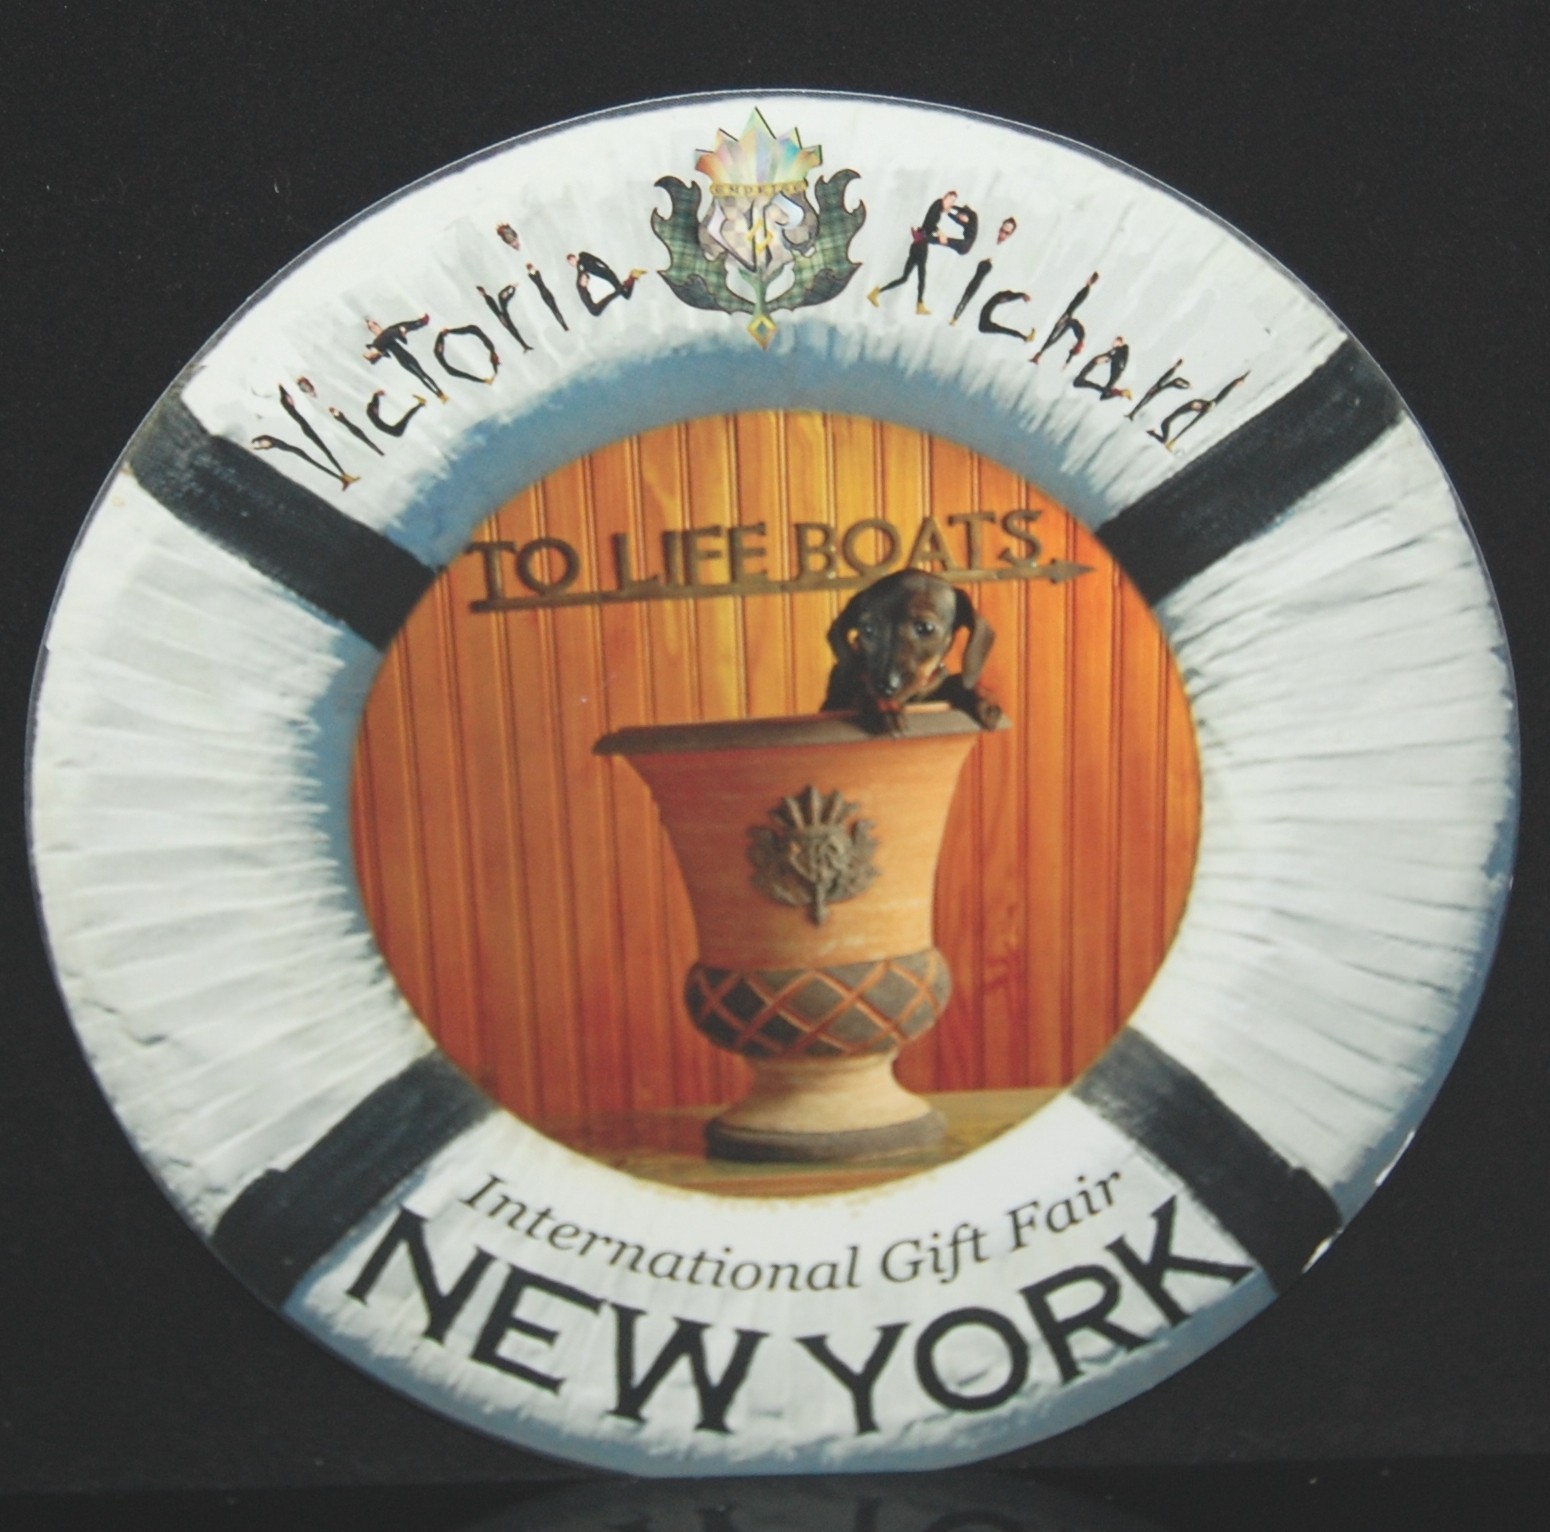 Victoria Richard
TO LIFE BOATS
International Gift Fair
NEW YORK